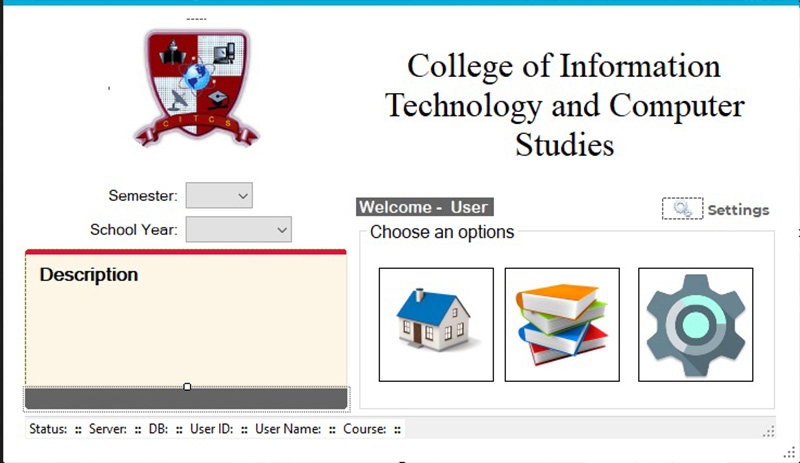 C I T C S
College of Information
Technology and Computer
Studies
Semester:
School Year:
Welcome - User
Settings
Choose an options
Description
Status: :: Server: :: DB: :: User ID: :: User Name: :: Course: ::